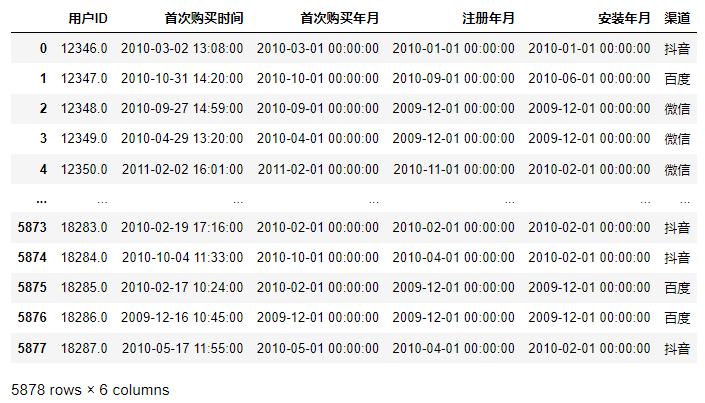 用户ID 首次购买时间 首次购买年月 注册年月 安装年月 渠道
0 12346.0 2010-03-02 13:08:00 2010-03-01 00:00:00 2010-01-01 00:00:00 2010-01-01 00:00:00 抖音
1 12347.0 2010-10-31 14:20:00 2010-10-01 00:00:00 2010-09-01 00:00:00 2010-06-01 00:00:00 百度
2 12348.0 2010-09-27 14:59:00 2010-09-01 00:00:00 2009-12-01 00:00:00 2009-12-01 00:00:00 微信
3 12349.0 2010-04-29 13:20:00 2010-04-01 00:00:00 2009-12-01 00:00:00 2009-12-01 00:00:00 微信
4 12350.0 2011-02-02 16:01:00 2011-02-01 00:00:00 2010-11-01 00:00:00 2010-02-01 00:00:00 微信
... ... ... ... ... ... ...
5873 18283.0 2010-02-19 17:16:00 2010-02-01 00:00:00 2010-02-01 00:00:00 2010-02-01 00:00:00 抖音
5874 18284.0 2010-10-04 11:33:00 2010-10-01 00:00:00 2010-04-01 00:00:00 2010-02-01 00:00:00 抖音
5875 18285.0 2010-02-17 10:24:00 2010-02-01 00:00:00 2009-12-01 00:00:00 2009-12-01 00:00:00 百度
5876 18286.0 2009-12-16 10:45:00 2009-12-01 00:00:00 2009-12-01 00:00:00 2009-12-01 00:00:00 百度
5877 18287.0 2010-05-17 11:55:00 2010-05-01 00:00:00 2010-04-01 00:00:00 2010-02-01 00:00:00 抖音
5878 rows × 6 columns